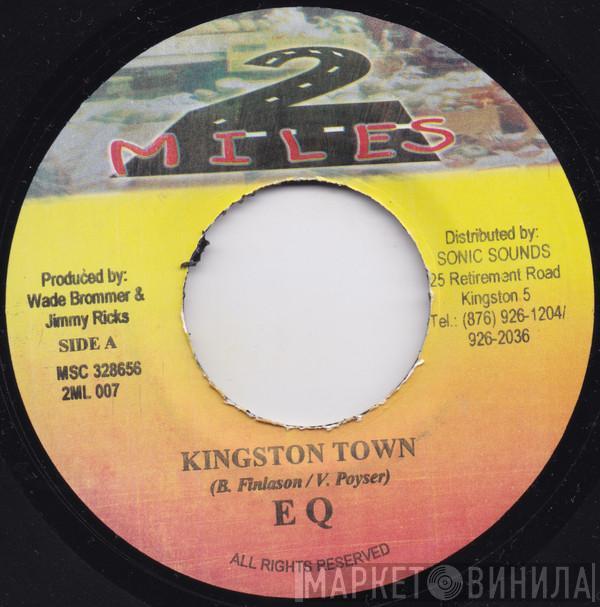 2
MILES
Produced by:
Wade Brommer &
Jimmy Ricks
SIDE A
MSC 328656
2ML 007
Distributed by:
SONIC SOUNDS
25 Retirement Road
Kingston 5
Tel.: (876) 926-1204/
926-2036
KINGSTON TOWN
(B. Finlason / V. Poyser)
E Q
ALL RIGHTS RESERVED
МАРКЕТ ВИНИЛА